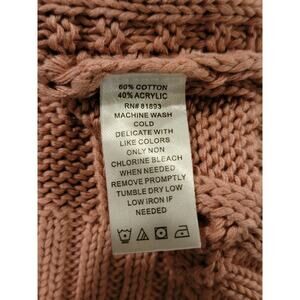 60% COTTON
40% ACRYLIC
RN# 81893
MACHINE WASH
COLD
DELICATE WITH
LIKE COLORS
ONLY NON
CHLORINE BLEACH
WHEN NEEDED
REMOVE PROMPTLY
TUMBLE DRY LOW
LOW IRON IF
NEEDED